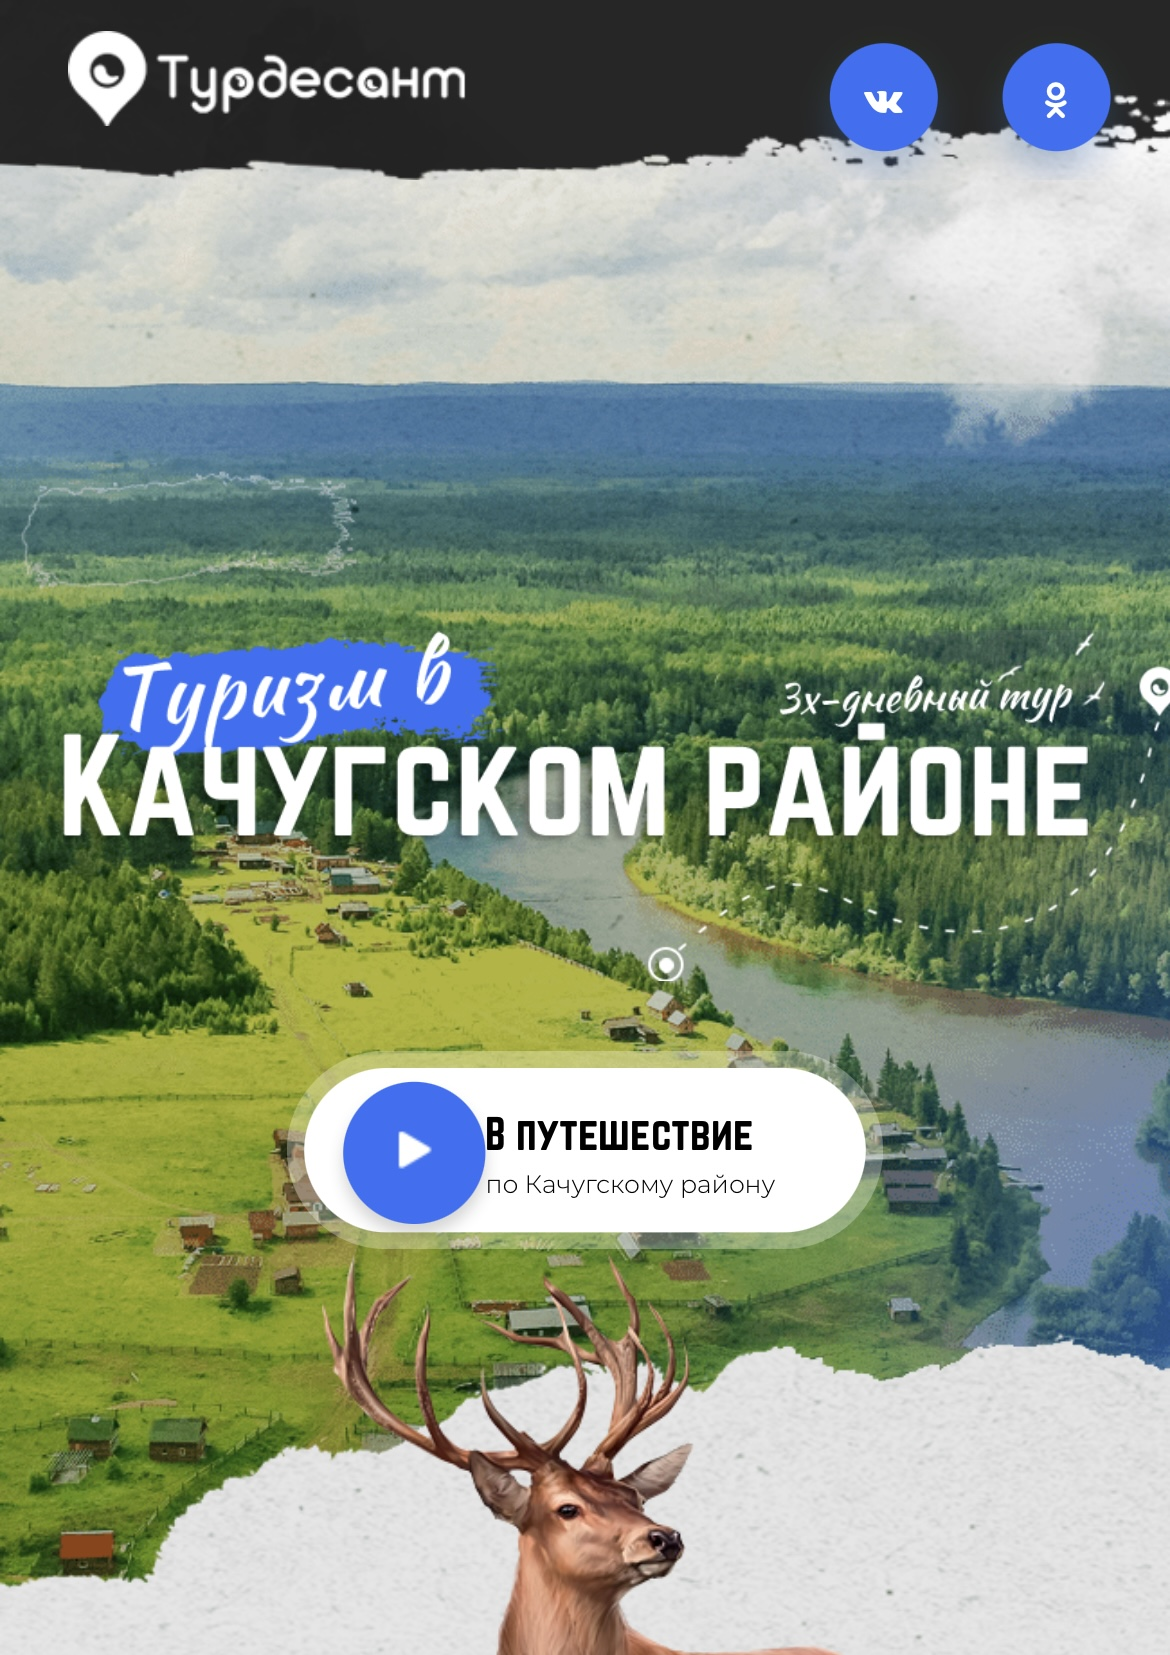 Турдесант
Туризм в
3х-дневный тур
Качугском районе
В путешествие
по Качугскому району